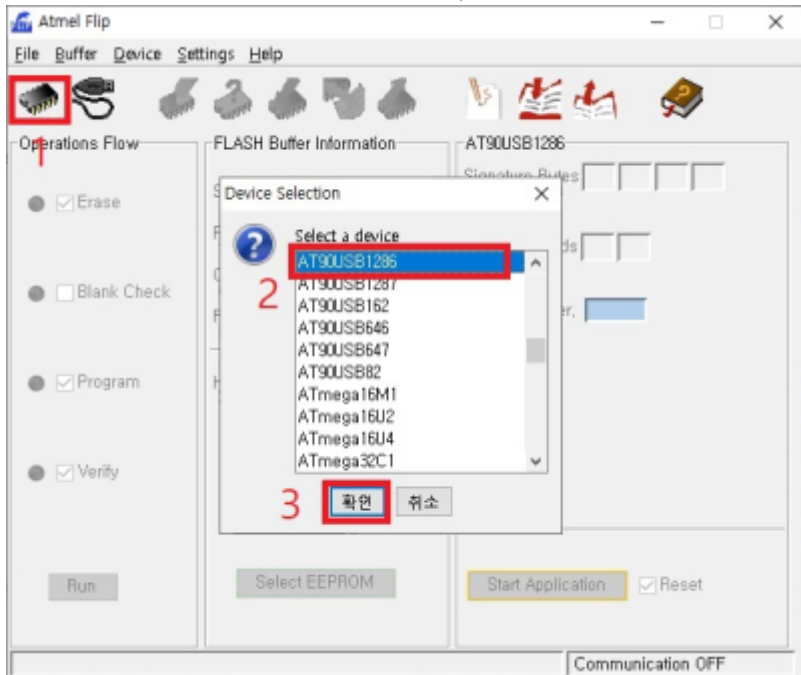 Atmel Flip
File Buffer Device Settings Help
1
Operations Flow
FLASH Buffer Information
AT90USB1286
Signature Bytes
Erase
Blank Check
Program
Verify
Run
Device Selection
Select a device
2
AT90USB1286
AT90USB1287
AT90USB162
AT90USB646
AT90USB647
AT90USB82
ATmega16M1
ATmega16U2
ATmega16U4
ATmega32C1
3
확인 취소
Select EEPROM
Start Application
Reset
Communication OFF